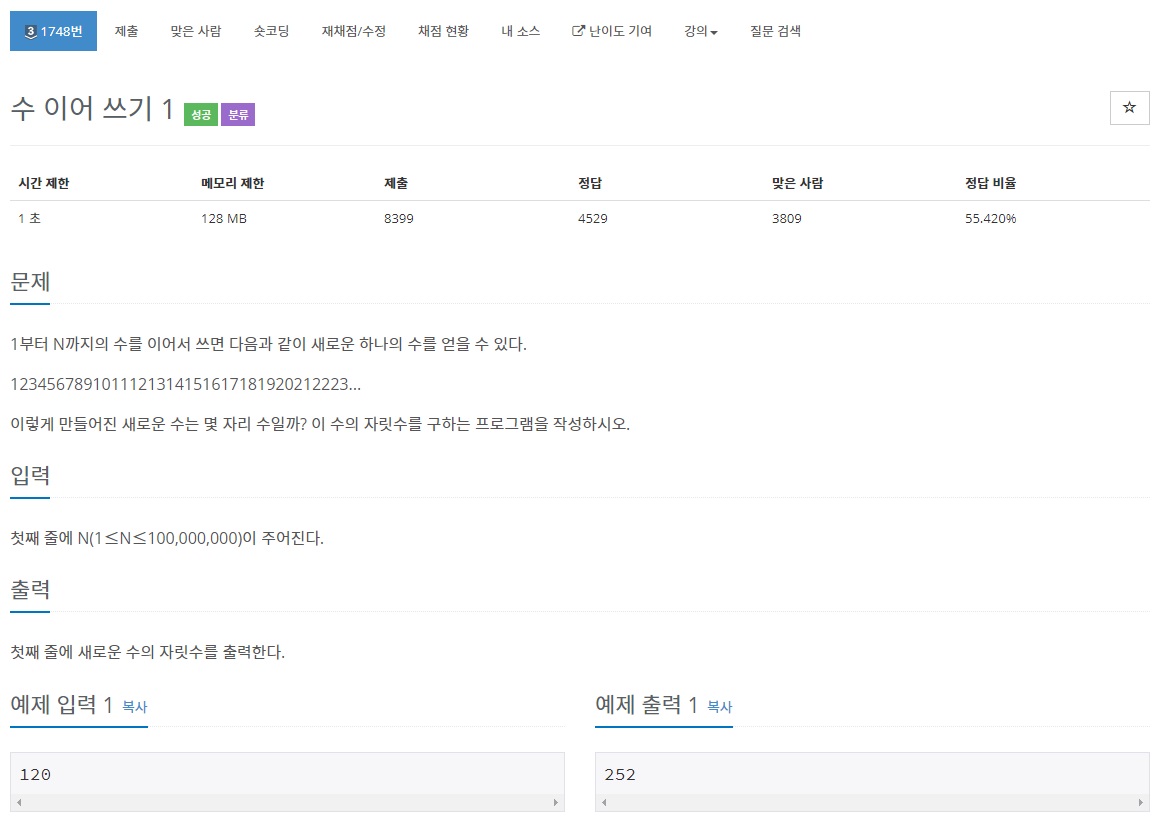 3 1748번 제출 맞은 사람 숏코딩 재채점/수정 채점 현황 내 소스 난이도 기여 강의 질문 검색
수 이어 쓰기 1 성공 분류
시간 제한 메모리 제한 제출 정답 맞은 사람 정답 비율
1 초 128 MB 8399 4529 3809 55.420%
문제
1부터 N까지의 수를 이어서 쓰면 다음과 같이 새로운 하나의 수를 얻을 수 있다.
1234567891011121314151617181920212223...
이렇게 만들어진 새로운 수는 몇 자리 수일까? 이 수의 자릿수를 구하는 프로그램을 작성하시오.
입력
첫째 줄에 N(1≤N≤100,000,000)이 주어진다.
출력
첫째 줄에 새로운 수의 자릿수를 출력한다.
예제 입력 1 복사 예제 출력 1 복사
120 252